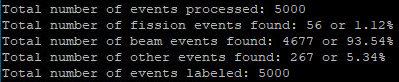 Total number of events processed: 5000
Total number of fission events found: 56 or 1.12%
Total number of beam events found: 4677 or 93.54%
Total number of other events found: 267 or 5.34%
Total number of events labeled: 5000